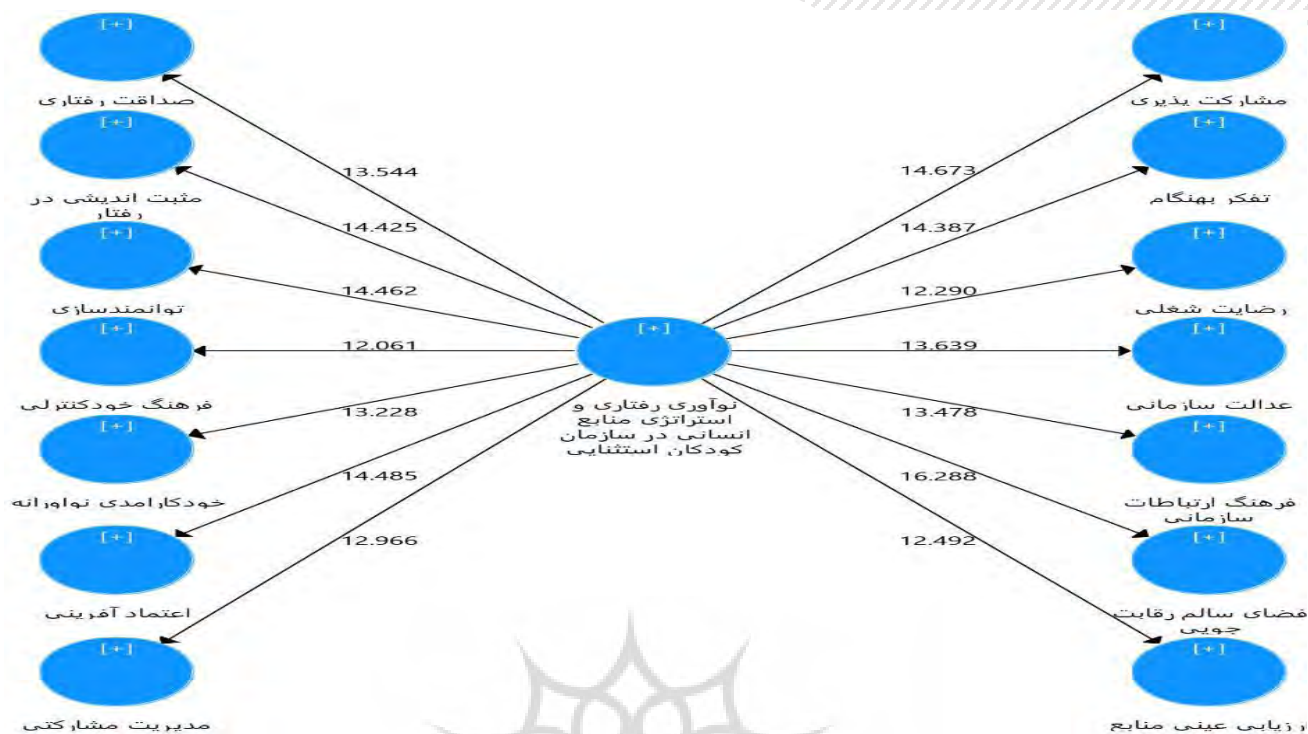 [+]
صداقت رفتاری
[+]
مثبت اندیشی در
رفتار
[+]
توانمندسازی
[+]
فرهنگ خودکنترلی
[+]
خودکارامدی نواورانه
[+]
اعتماد آفرینی
[+]
مدیریت مشارکتی
13.544
14.425
14.462
12.061
13.228
14.485
12.966
[+]
نوآوری رفتاری و
استراتژی منابع
انسانی در سازمان
کودکان استثنایی
14.673
14.387
12.290
13.639
13.478
16.288
12.492
[+]
مشارکت پذیری
[+]
تفکر بهنگام
[+]
رضایت شغلی
[+]
عدالت سازمانی
[+]
فرهنگ ارتباطات
سازمانی
[+]
فضای سالم رقابت
جویی
[+]
ارزیابی عینی منابع